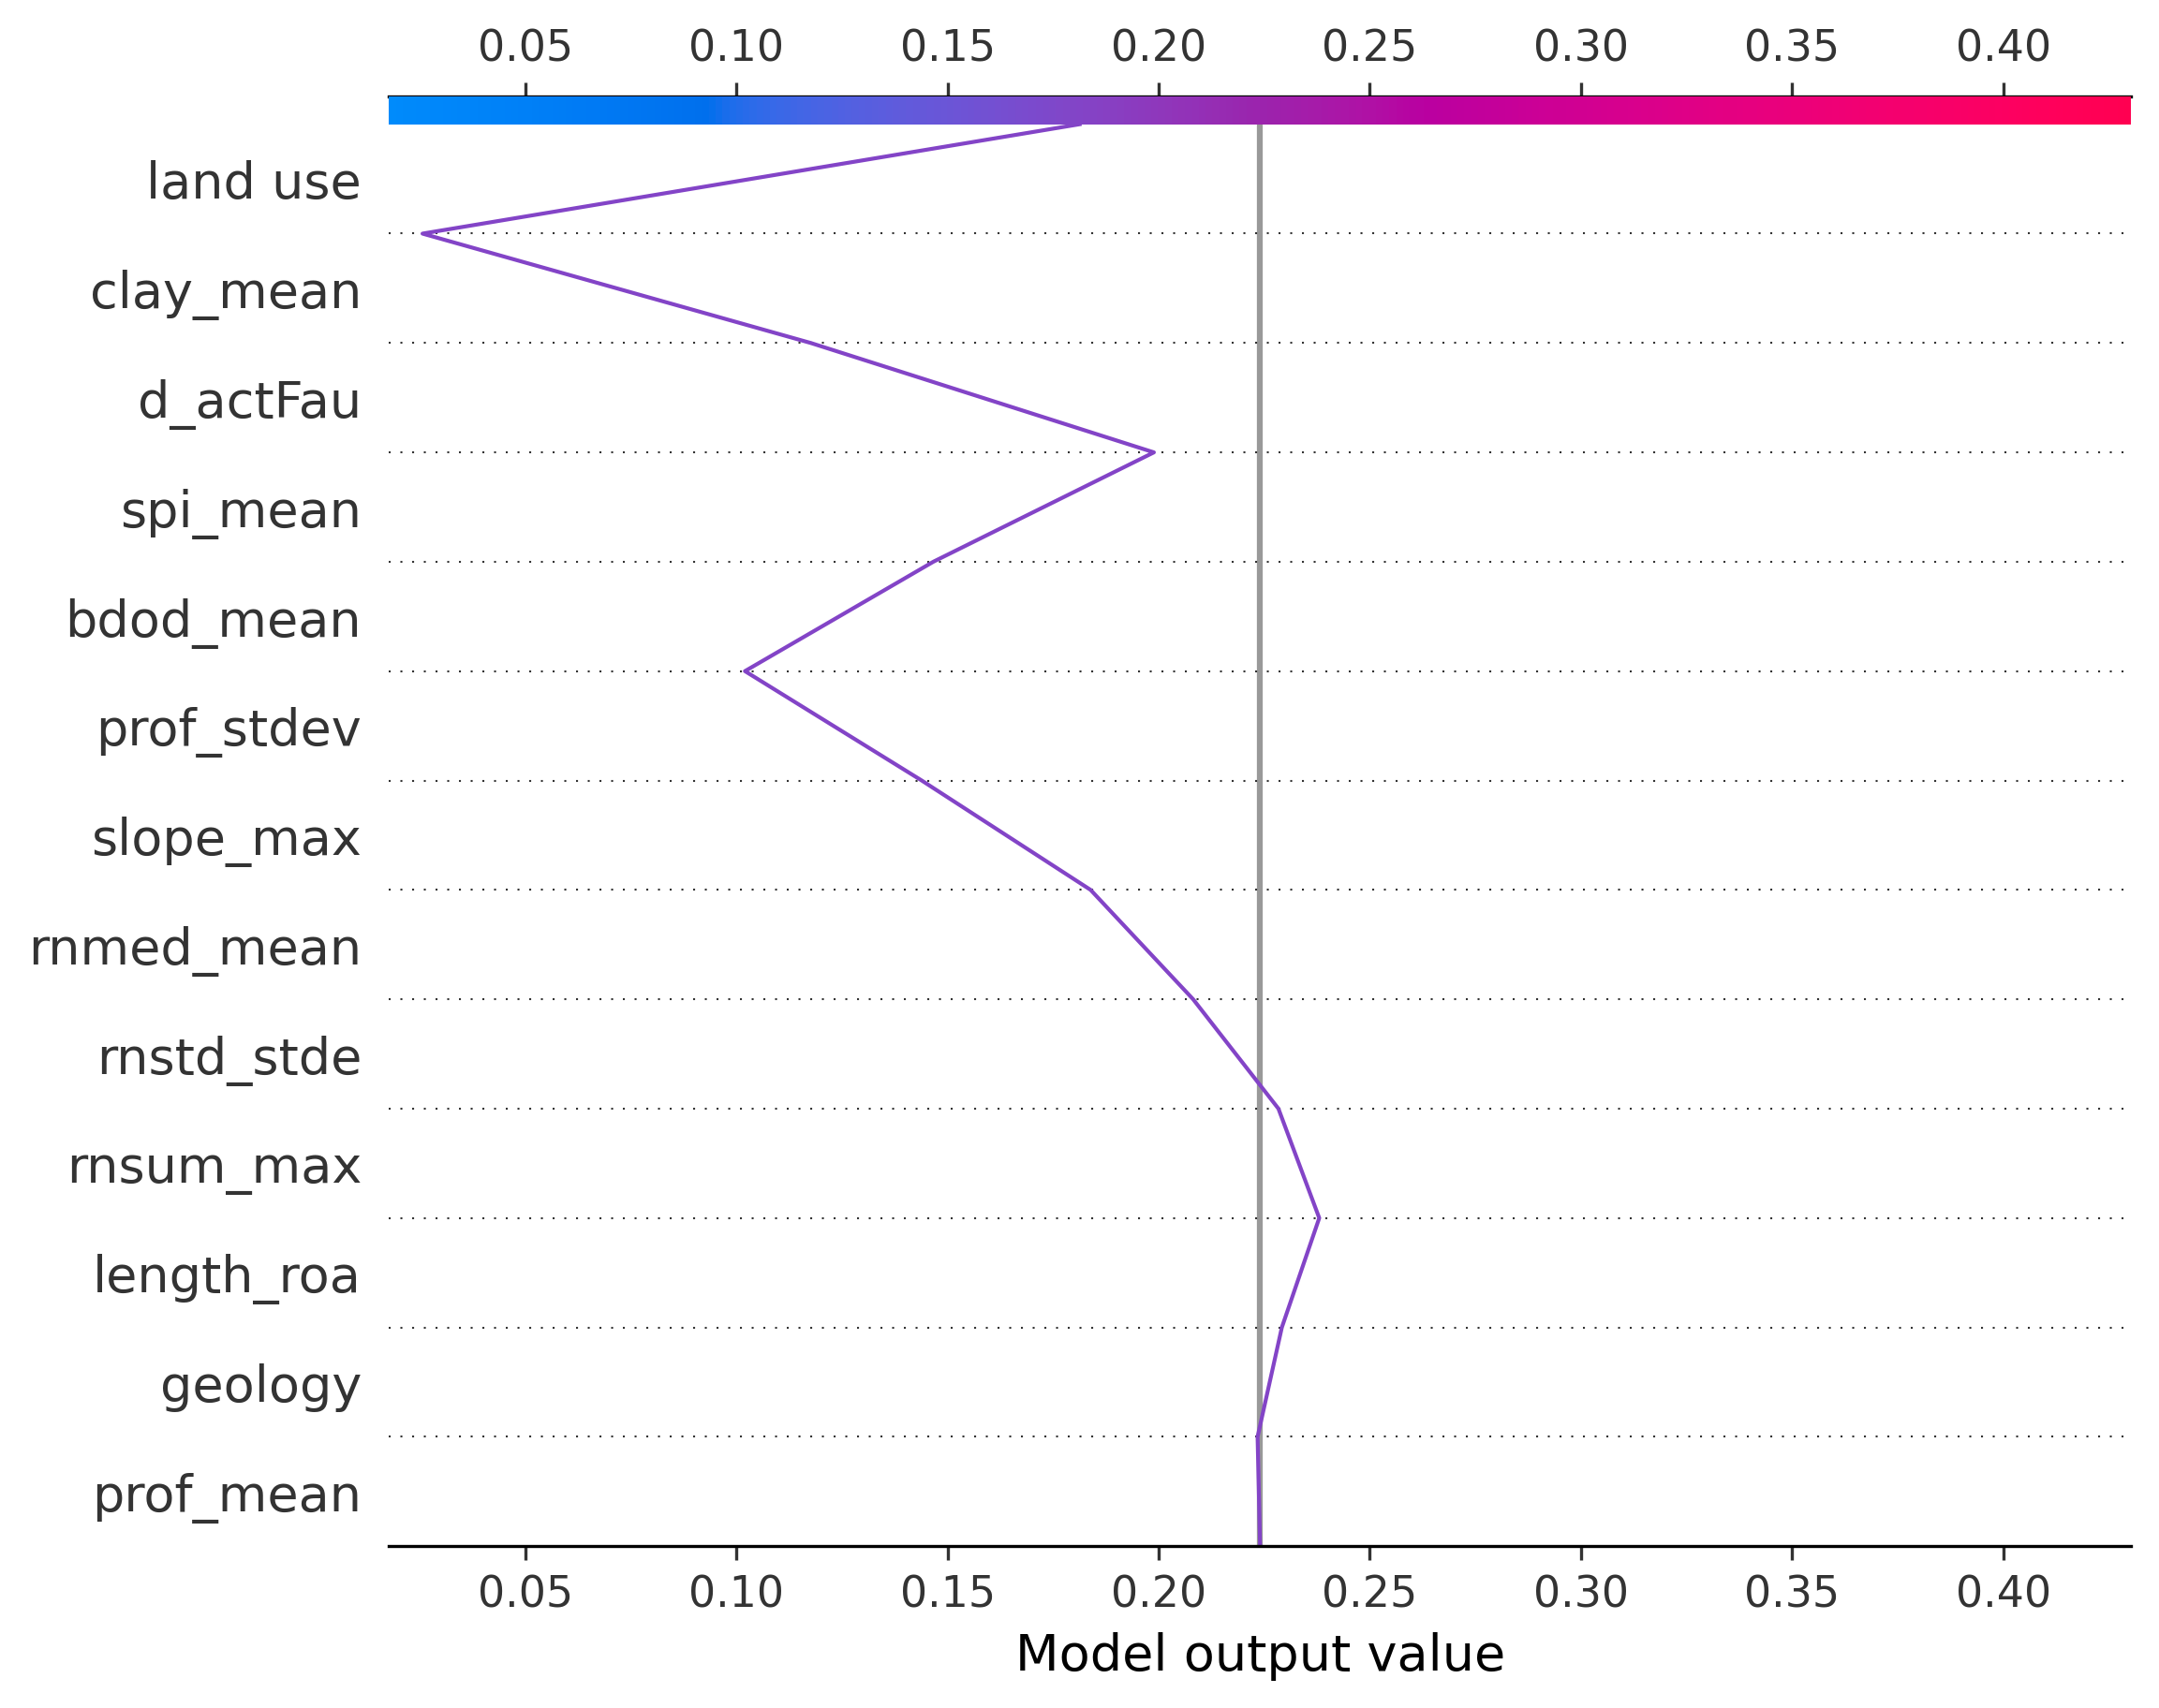 0.05 0.10 0.15 0.20 0.25 0.30 0.35 0.40
land use
clay_mean
d_actFau
spi_mean
bdod_mean
prof_stdev
slope_max
rnmed_mean
rnstd_stde
rnsum_max
length_roa
geology
prof_mean
0.05 0.10 0.15 0.20 0.25 0.30 0.35 0.40
Model output value